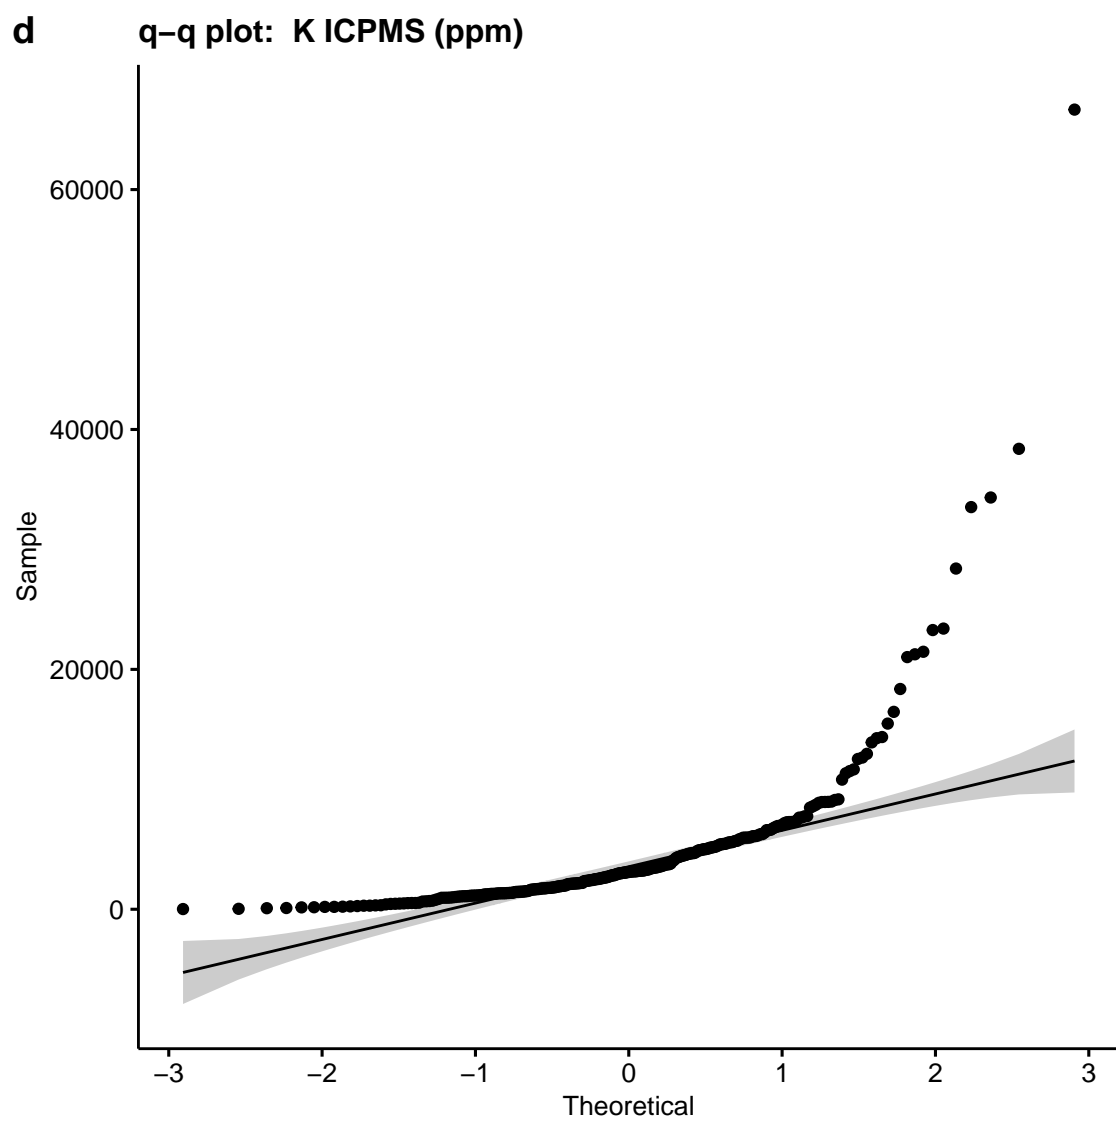 d
q−q plot: K ICPMS (ppm)
60000
40000
20000
0
Sample
−3 −2 −1 0 1 2 3
Theoretical